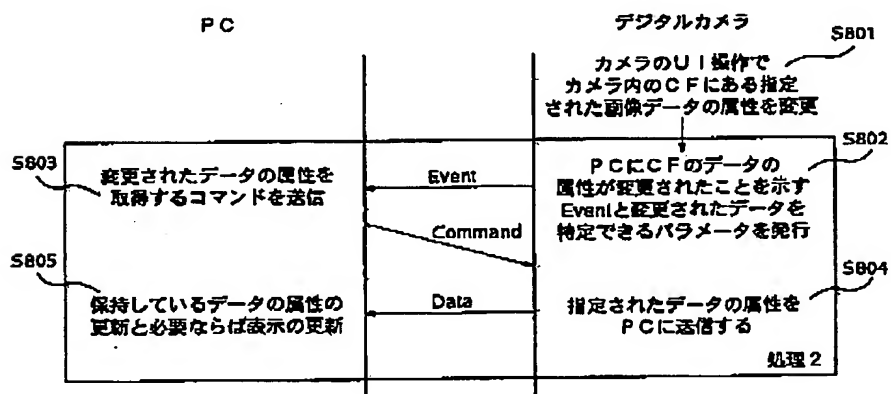 PC
デジタルカメラ
S801
カメラのUI操作で
カメラ内のCFにある指定
された画像データの属性を変更
S802
PCにCFのデータの
属性が変更されたことを示す
Eventと変更されたデータを
特定できるパラメータを発行
Event
S803
変更されたデータの属性を
取得するコマンドを送信
Command
S804
指定されたデータの属性を
PCに送信する
Data
S805
保持しているデータの属性の
更新と必要ならば表示の更新
処理2